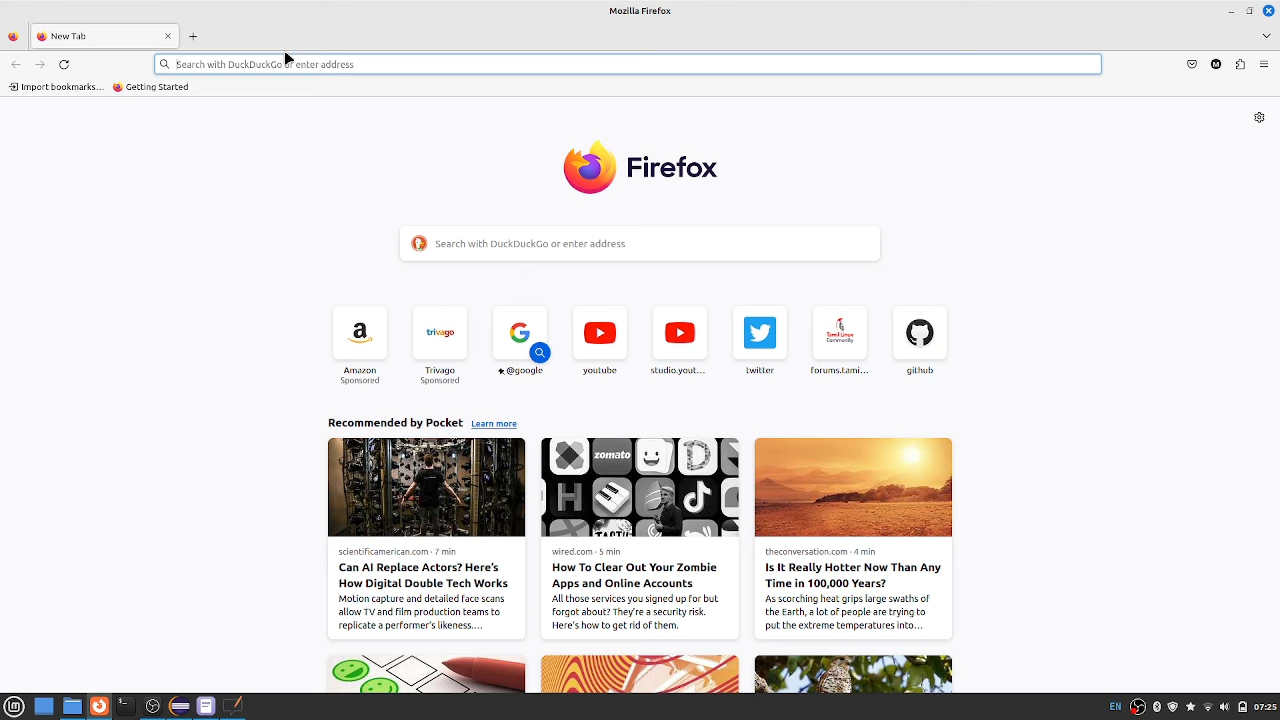 Mozilla Firefox
New Tab
Search with DuckDuckGo or enter address
M
Import bookmarks...
Getting Started
Firefox
Search with DuckDuckGo or enter address
a
trivago
G
Tamil Linux
Community
Amazon
Sponsored
Trivago
Sponsored
@google
youtube
studio.yout...
twitter
forums.tami...
github
Recommended by Pocket
Learn more
zomato
D
H
scientificamerican.com · 7 min
Can AI Replace Actors? Here's
How Digital Double Tech Works
Motion capture and detailed face scans
allow TV and film production teams to
replicate a performer's likeness....
wired.com · 5 min
How To Clear Out Your Zombie
Apps and Online Accounts
All those services you signed up for but
forgot about? They're a security risk.
Here's how to get rid of them.
theconversation.com · 4 min
Is It Really Hotter Now Than Any
Time in 100,000 Years?
As scorching heat grips large swaths of
the Earth, a lot of people are trying to
put the extreme temperatures into...
EN
07:25